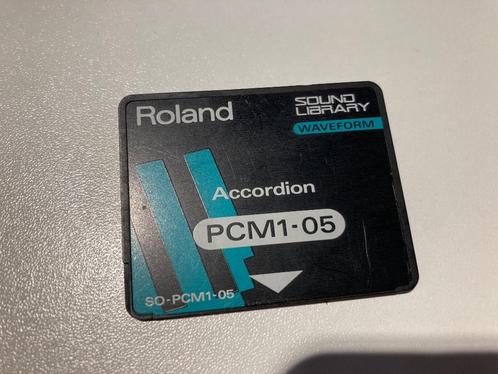 Roland
SOUND
LIBRARY
WAVEFORM
Accordion
PCM1-05
SO-PCM1-05